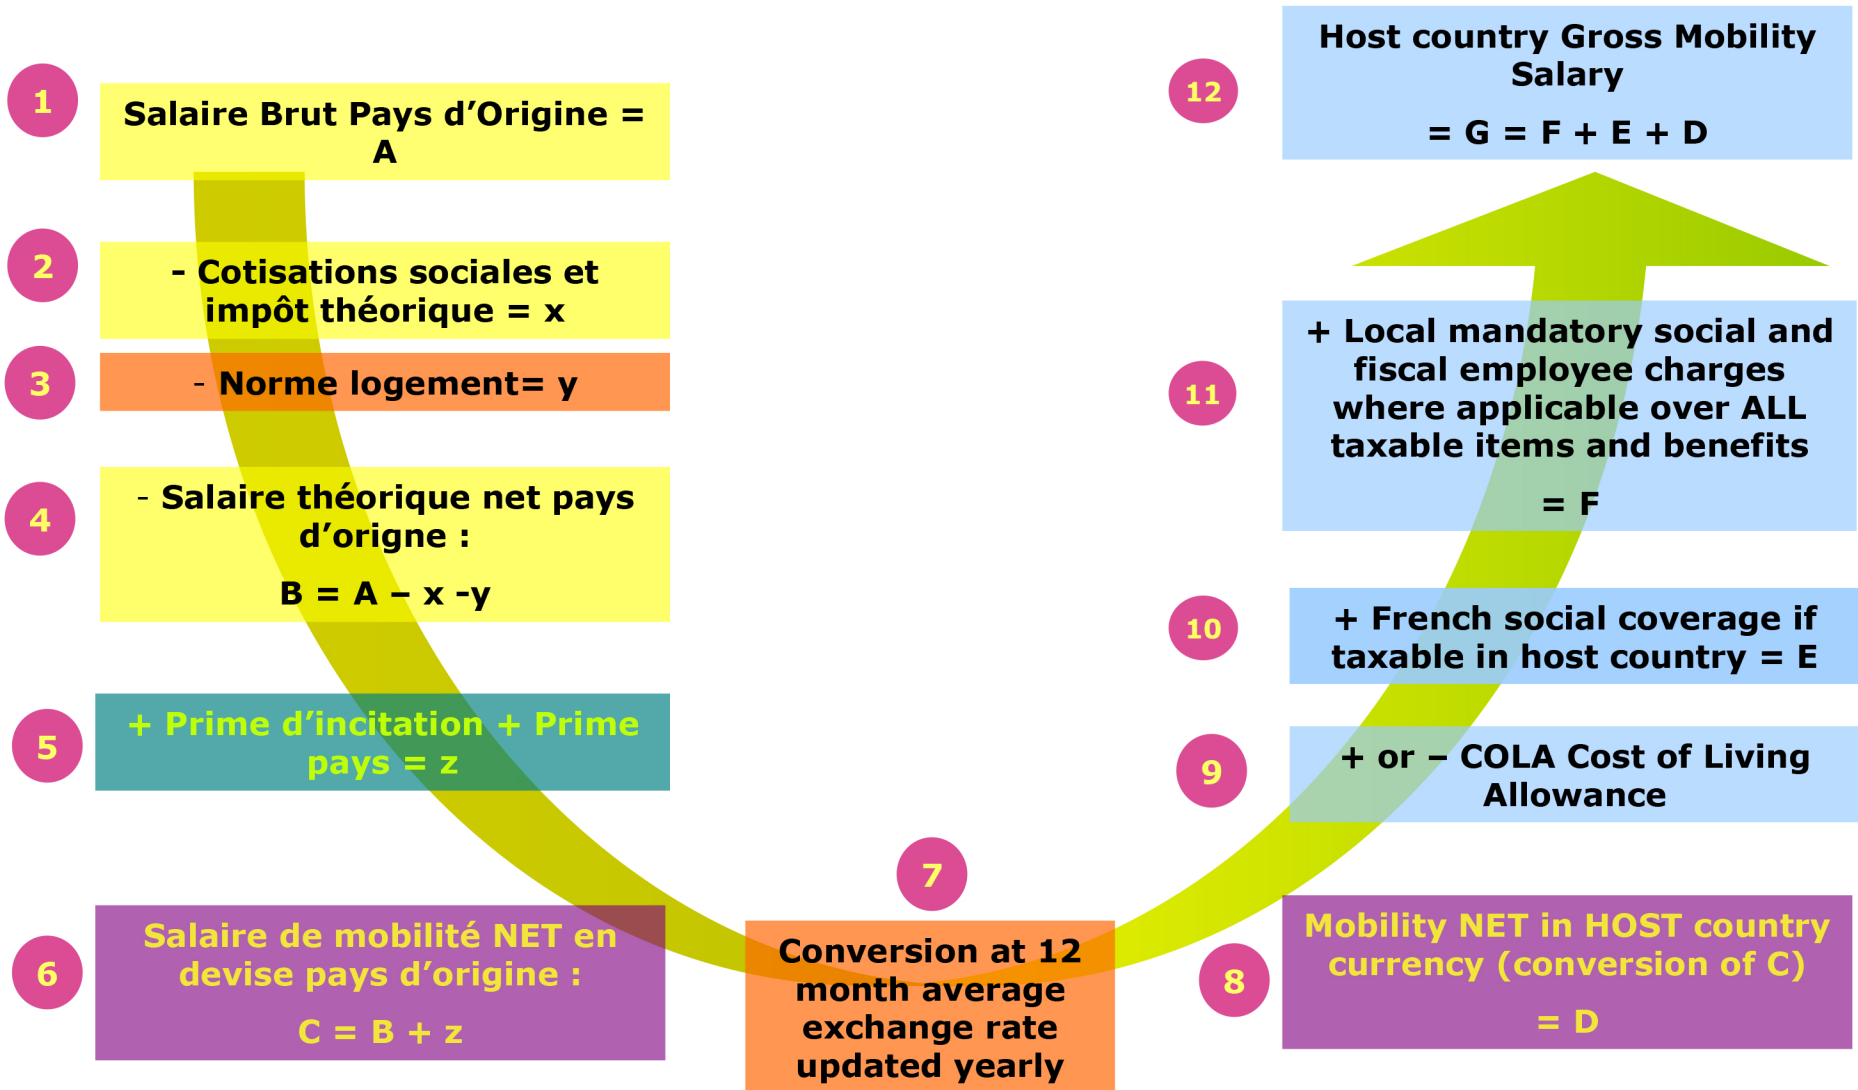 1
Salaire Brut Pays d’Origine =
A
2
- Cotisations sociales et
impôt théorique = x
3
- Norme logement= y
4
- Salaire théorique net pays
d’origne :
B = A – x -y
5
+ Prime d’incitation + Prime
pays = z
6
Salaire de mobilité NET en
devise pays d’origine :
C = B + z
7
Conversion at 12
month average
exchange rate
updated yearly
8
Mobility NET in HOST country
currency (conversion of C)
= D
9
+ or – COLA Cost of Living
Allowance
10
+ French social coverage if
taxable in host country = E
11
+ Local mandatory social and
fiscal employee charges
where applicable over ALL
taxable items and benefits
= F
12
Host country Gross Mobility
Salary
= G = F + E + D